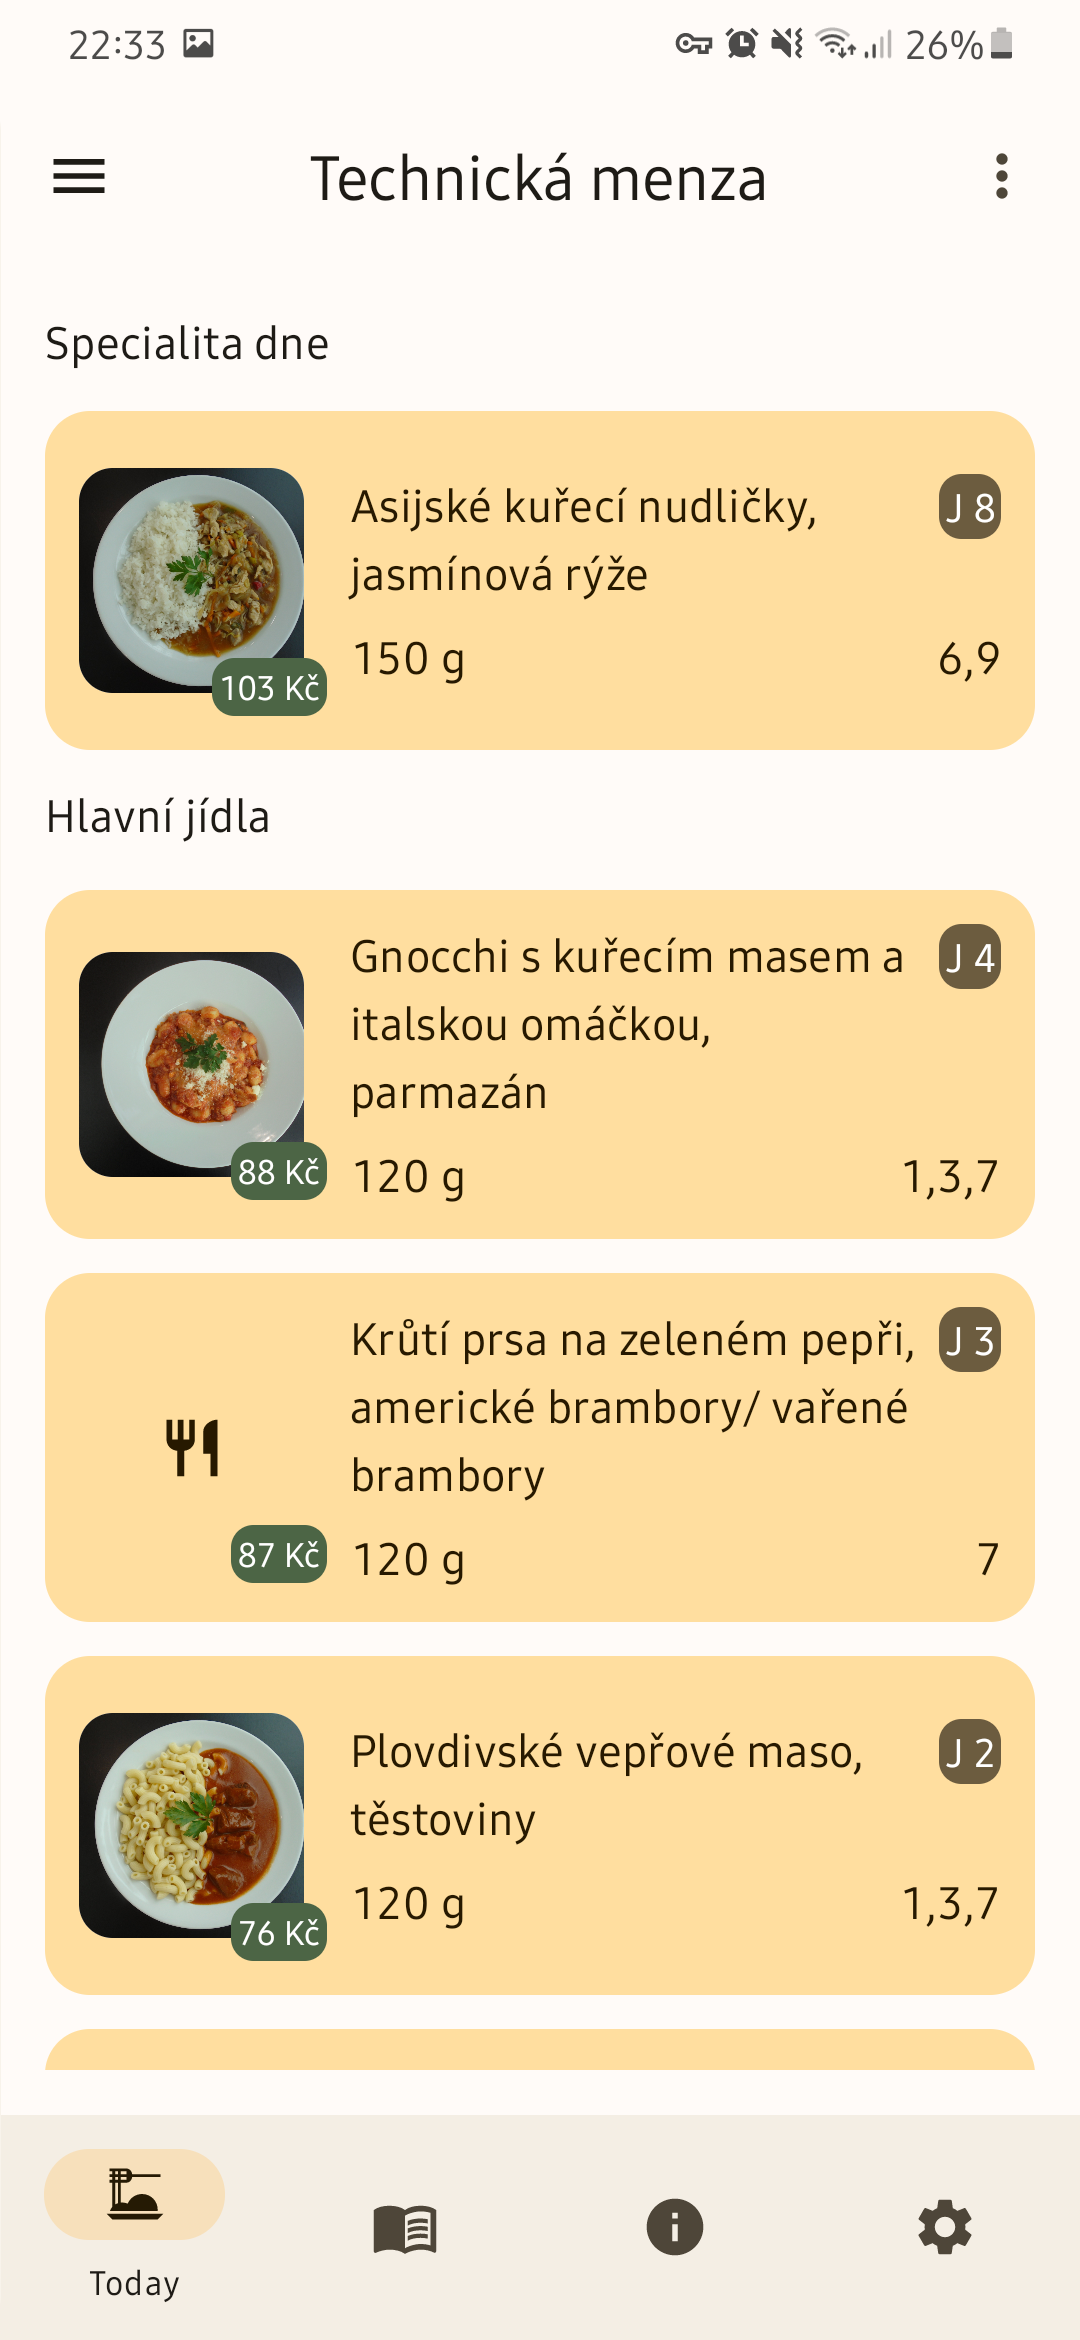 22:33
26%
Technická menza
Specialita dne
Asijské kuřecí nudličky,
jasmínová rýže
J 8
150 g
6,9
103 Kč
Hlavní jídla
Gnocchi s kuřecím masem a
italskou omáčkou,
parmazán
J 4
120 g
1,3,7
88 Kč
Krůtí prsa na zeleném pepři,
americké brambory/ vařené
brambory
J 3
120 g
7
87 Kč
Plovdivské vepřové maso,
těstoviny
J 2
120 g
1,3,7
76 Kč
Today